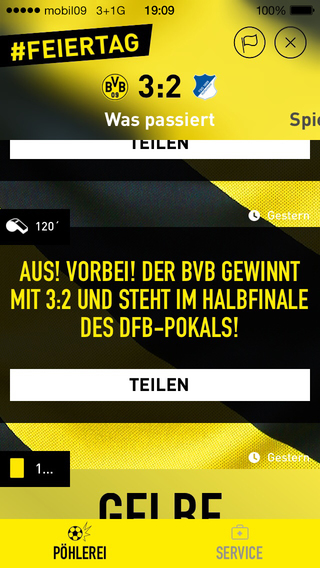 mobil09 3+1G 19:09 100%
#FEIERTAG
BVB 09 3:2
Was passiert Spie
TEILEN
Gestern
120´
AUS! VORBEI! DER BVB GEWINNT
MIT 3:2 UND STEHT IM HALBFINALE
DES DFB-POKALS!
TEILEN
Gestern
1...
GELBE
PÖHLEREI SERVICE